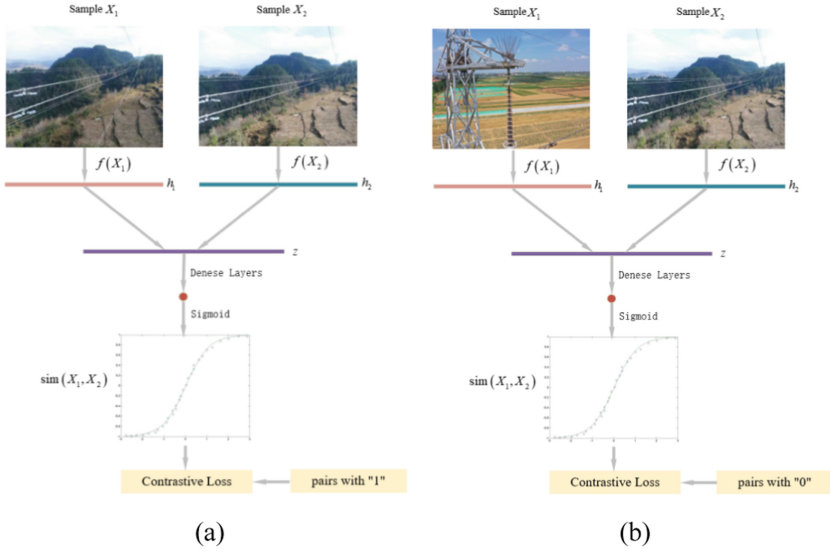 Sample X₁
Sample X₂
f(X₁)
f(X₂)
h₁
h₂
z
Denese Layers
Sigmoid
sim(X₁,X₂)
Contrastive Loss
pairs with "1"
(a)
Sample X₁
Sample X₂
f(X₁)
f(X₂)
h₁
h₂
z
Denese Layers
Sigmoid
sim(X₁,X₂)
Contrastive Loss
pairs with "0"
(b)